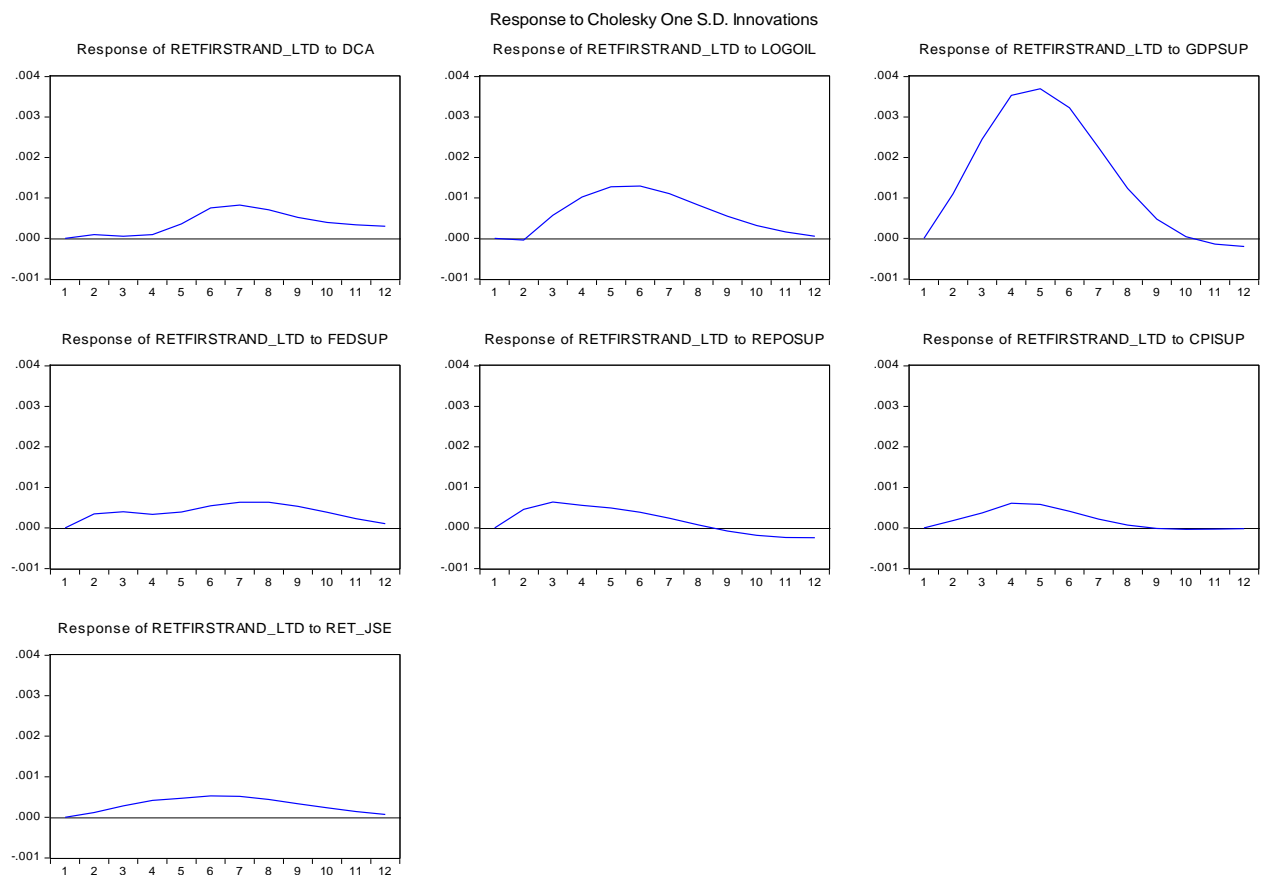 Response to Cholesky One S.D. Innovations
Response of RETFIRSTRAND_LTD to DCA
.004
.003
.002
.001
.000
-.001
1 2 3 4 5 6 7 8 9 10 11 12
Response of RETFIRSTRAND_LTD to LOGOIL
.004
.003
.002
.001
.000
-.001
1 2 3 4 5 6 7 8 9 10 11 12
Response of RETFIRSTRAND_LTD to GDPSUP
.004
.003
.002
.001
.000
-.001
1 2 3 4 5 6 7 8 9 10 11 12
Response of RETFIRSTRAND_LTD to FEDSUP
.004
.003
.002
.001
.000
-.001
1 2 3 4 5 6 7 8 9 10 11 12
Response of RETFIRSTRAND_LTD to REPOSUP
.004
.003
.002
.001
.000
-.001
1 2 3 4 5 6 7 8 9 10 11 12
Response of RETFIRSTRAND_LTD to CPISUP
.004
.003
.002
.001
.000
-.001
1 2 3 4 5 6 7 8 9 10 11 12
Response of RETFIRSTRAND_LTD to RET_JSE
.004
.003
.002
.001
.000
-.001
1 2 3 4 5 6 7 8 9 10 11 12